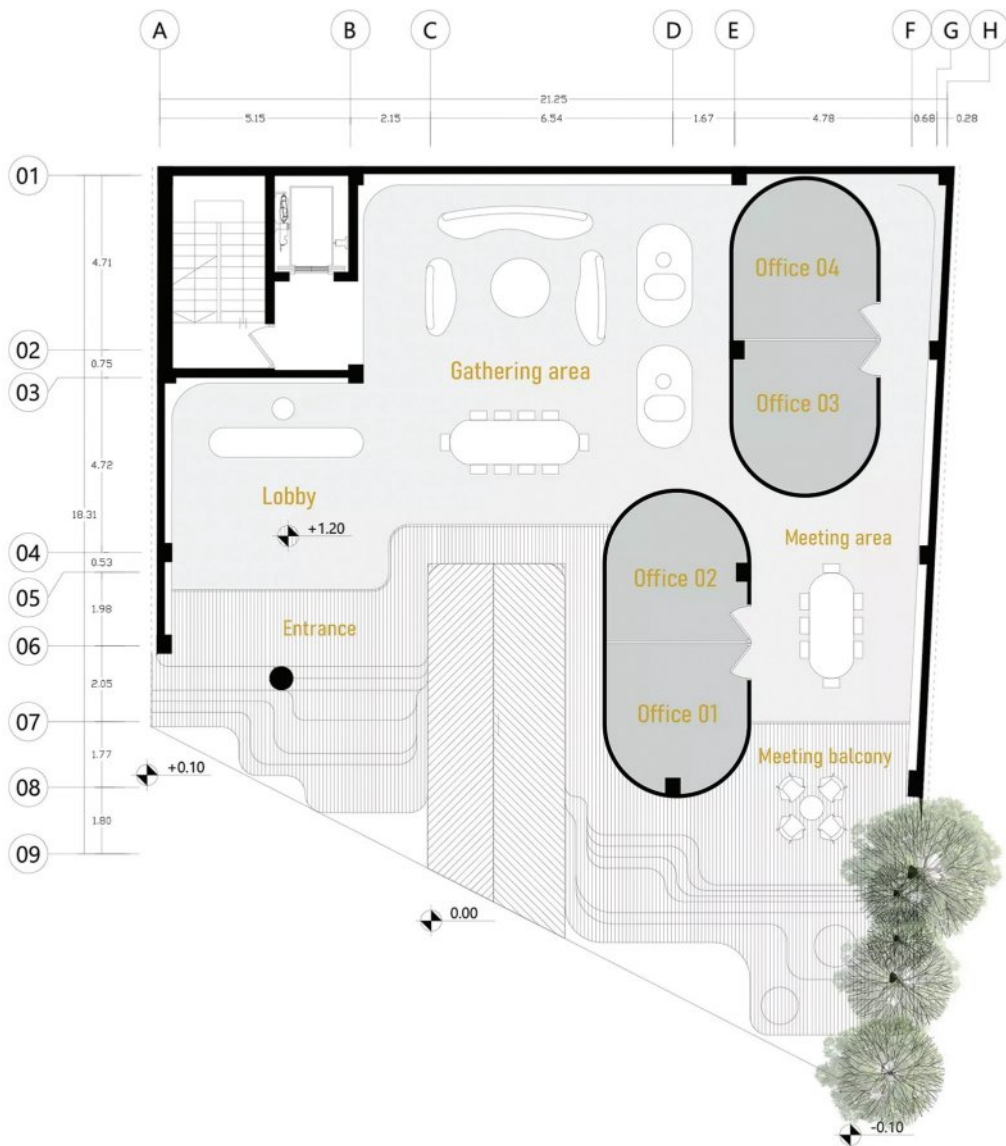 A B C D E F G H
21.25
5.15 2.15 6.54 1.67 4.78 0.68 0.28
01
4.71
Office 04
02
0.75
Gathering area
03
Office 03
4.72
Lobby
18.31
+1.20
Meeting area
04
0.53
Office 02
05
1.98
Entrance
06
2.05
Office 01
07
Meeting balcony
1.77
+0.10
08
1.80
09
0.00
-0.10